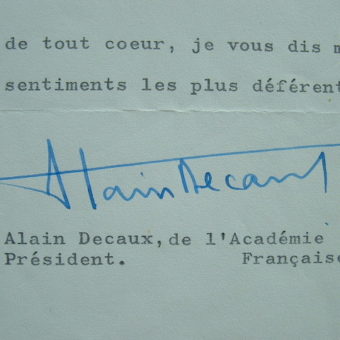 de tout coeur, je vous dis m
sentiments les plus déférent
Alain Decaux
Alain Decaux, de l'Académie
Président. Française